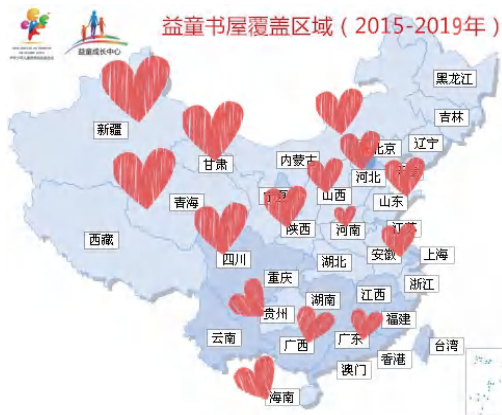 益童书屋覆盖区域（2015-2019年）
益童成长中心
黑龙江
吉林
新疆
辽宁
北京
甘肃
内蒙古
河北
山西
山东
青海
陕西
河南
西藏
四川
安徽
上海
湖北
重庆
浙江
湖南
江西
贵州
福建
云南
广西
广东
台湾
香港
澳门
海南